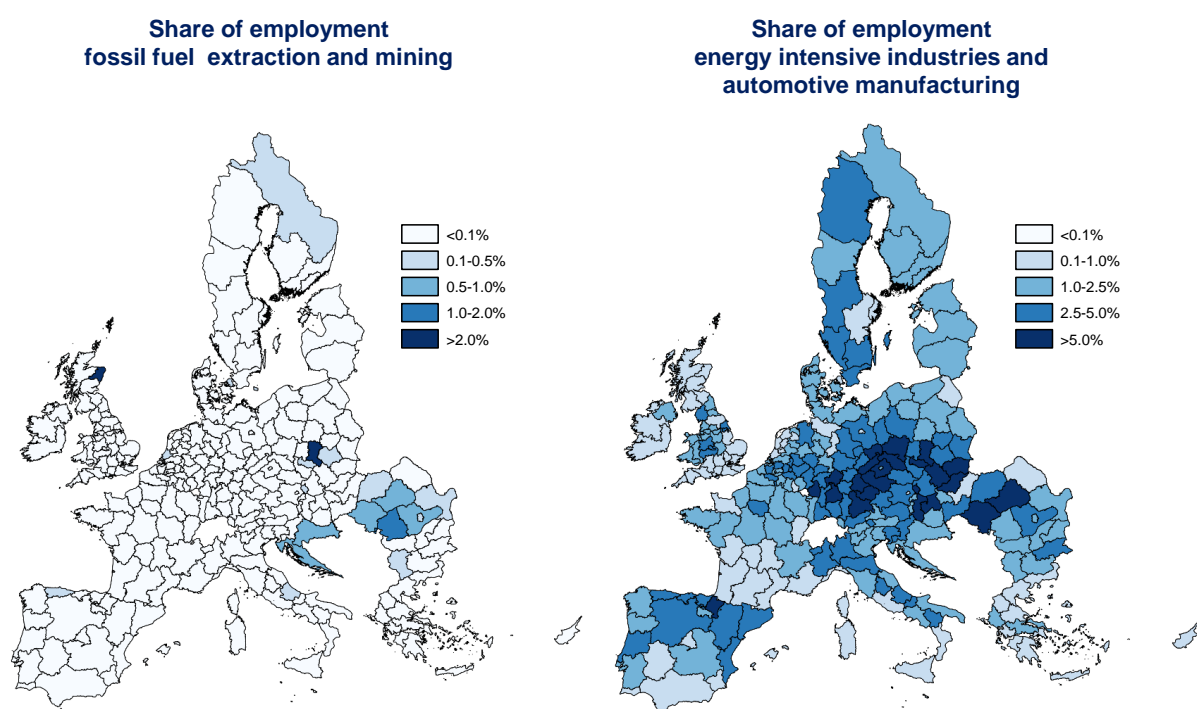 Share of employment
fossil fuel extraction and mining
<0.1%
0.1-0.5%
0.5-1.0%
1.0-2.0%
>2.0%
Share of employment
energy intensive industries and
automotive manufacturing
<0.1%
0.1-1.0%
1.0-2.5%
2.5-5.0%
>5.0%